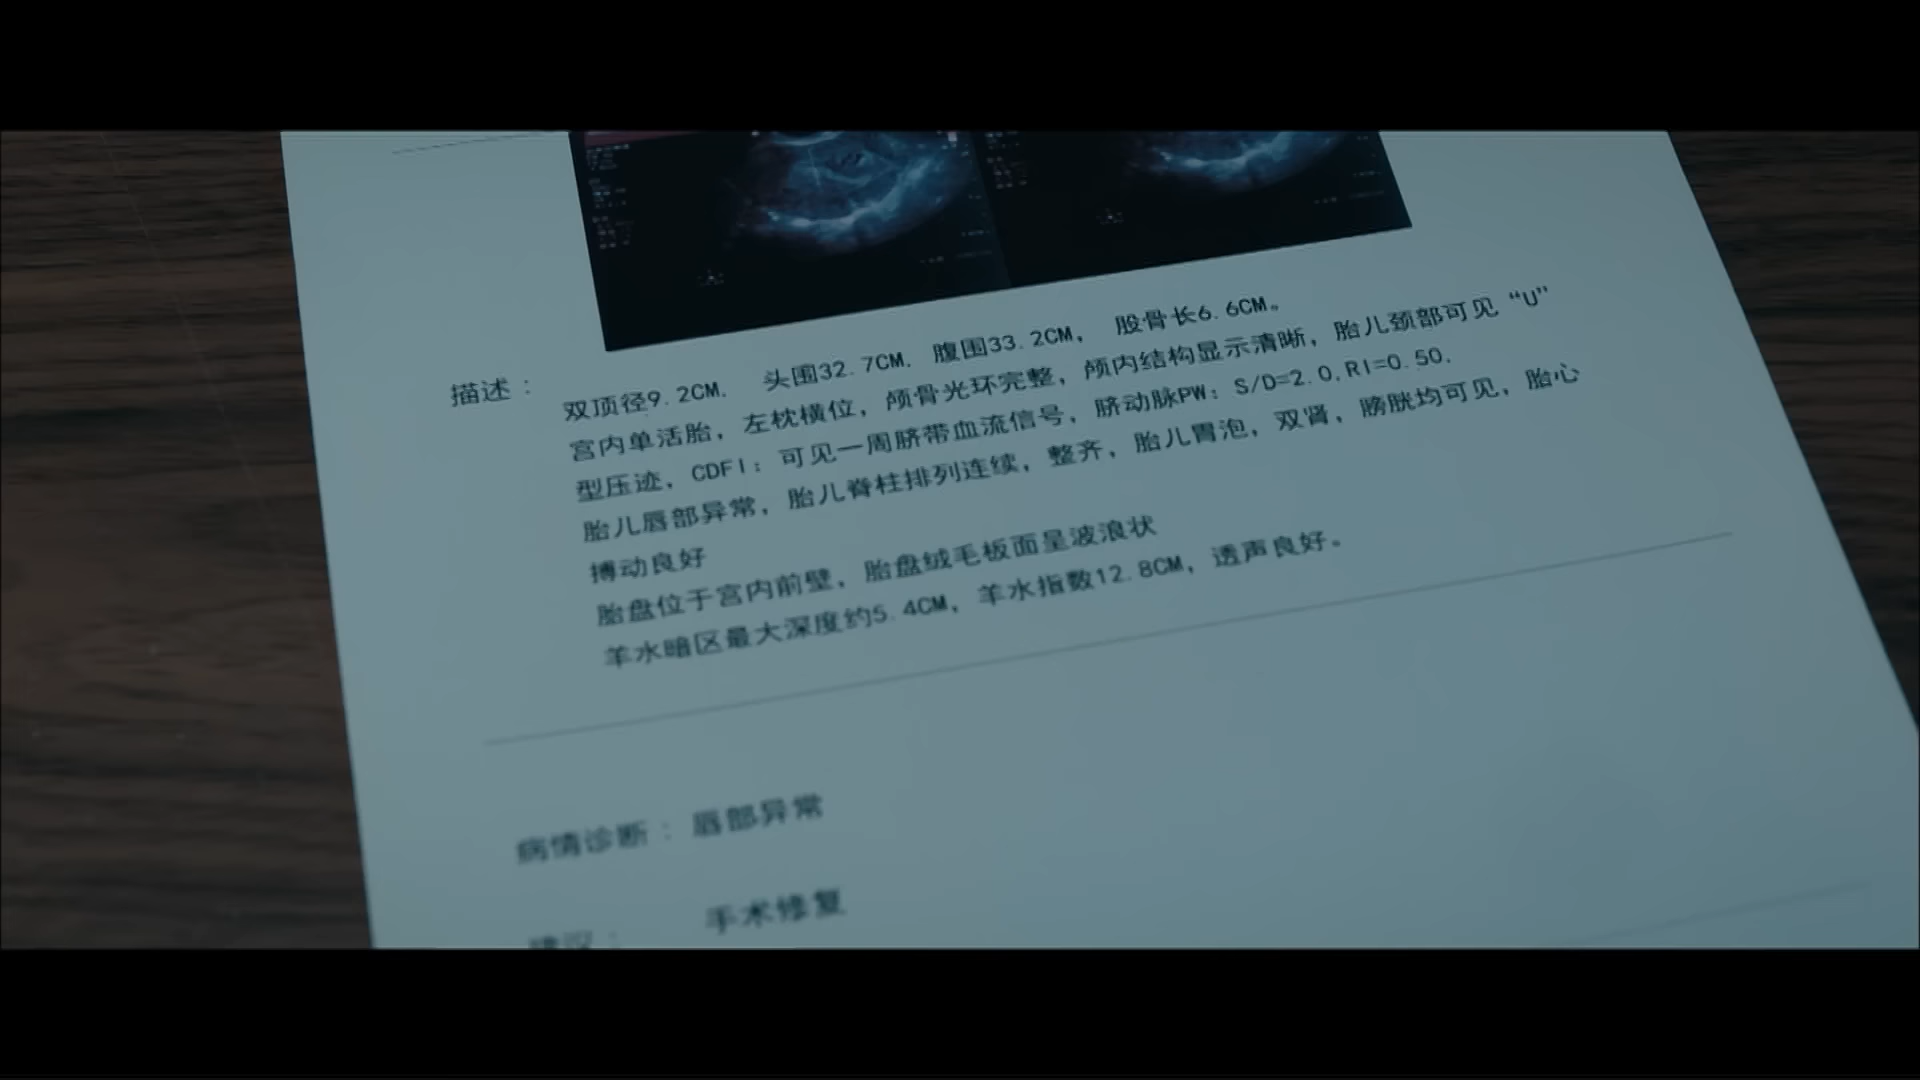 描述：
双顶径9.2CM. 头围32.7CM. 腹围33.2CM， 股骨长6.6CM。
宫内单活胎，左枕横位，颅骨光环完整，颅内结构显示清晰，胎儿颈部可见“U”
型压迹，CDFI：可见一周脐带血流信号，脐动脉PW：S/D=2.0,RI=0.50.
胎儿唇部异常，胎儿脊柱排列连续，整齐，胎儿胃泡，双肾，膀胱均可见，胎心
搏动良好
胎盘位于宫内前壁，胎盘绒毛板面呈波浪状
羊水暗区最大深度约5.4CM，羊水指数12.8CM，透声良好。
病情诊断：唇部异常
建议： 手术修复